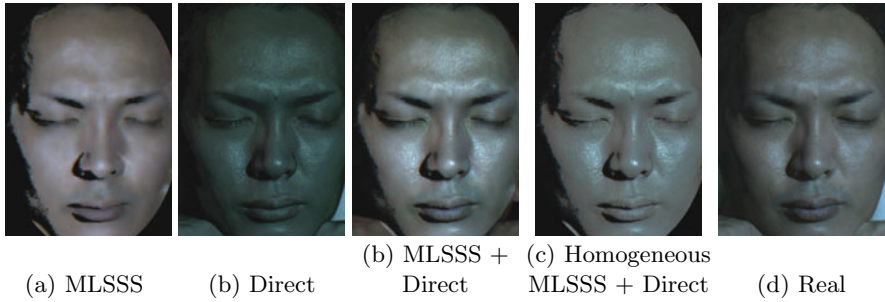 (a) MLSSS
(b) Direct
(b) MLSSS +
Direct
(c) Homogeneous
MLSSS + Direct
(d) Real